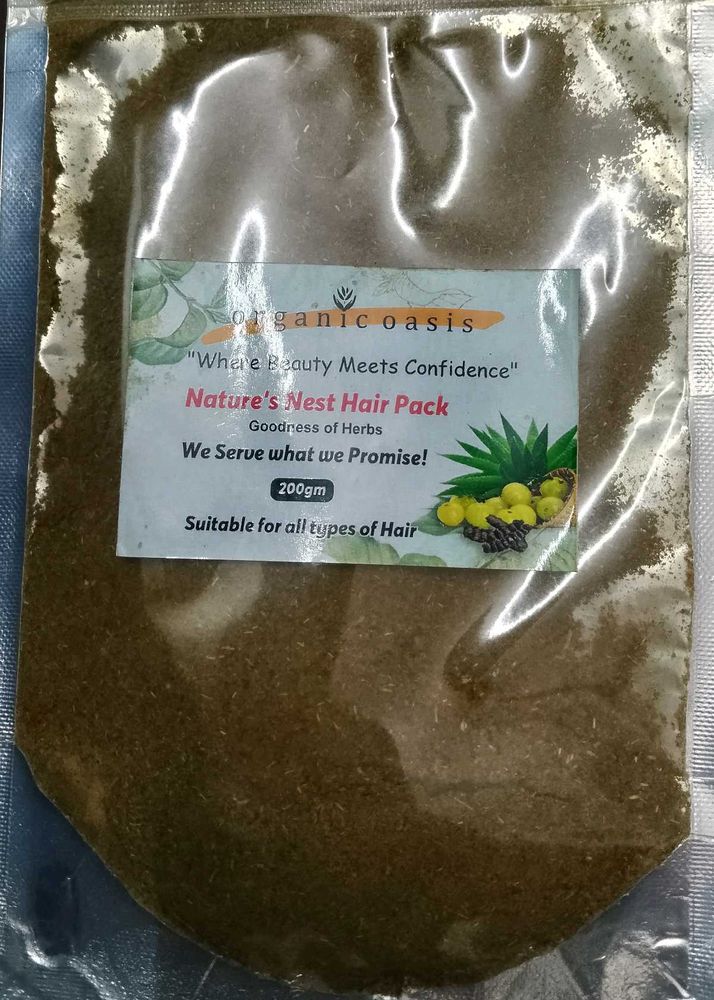 organic oasis
"Where Beauty Meets Confidence"
Nature's Nest Hair Pack
Goodness of Herbs
We Serve what we Promise!
200gm
Suitable for all types of Hair